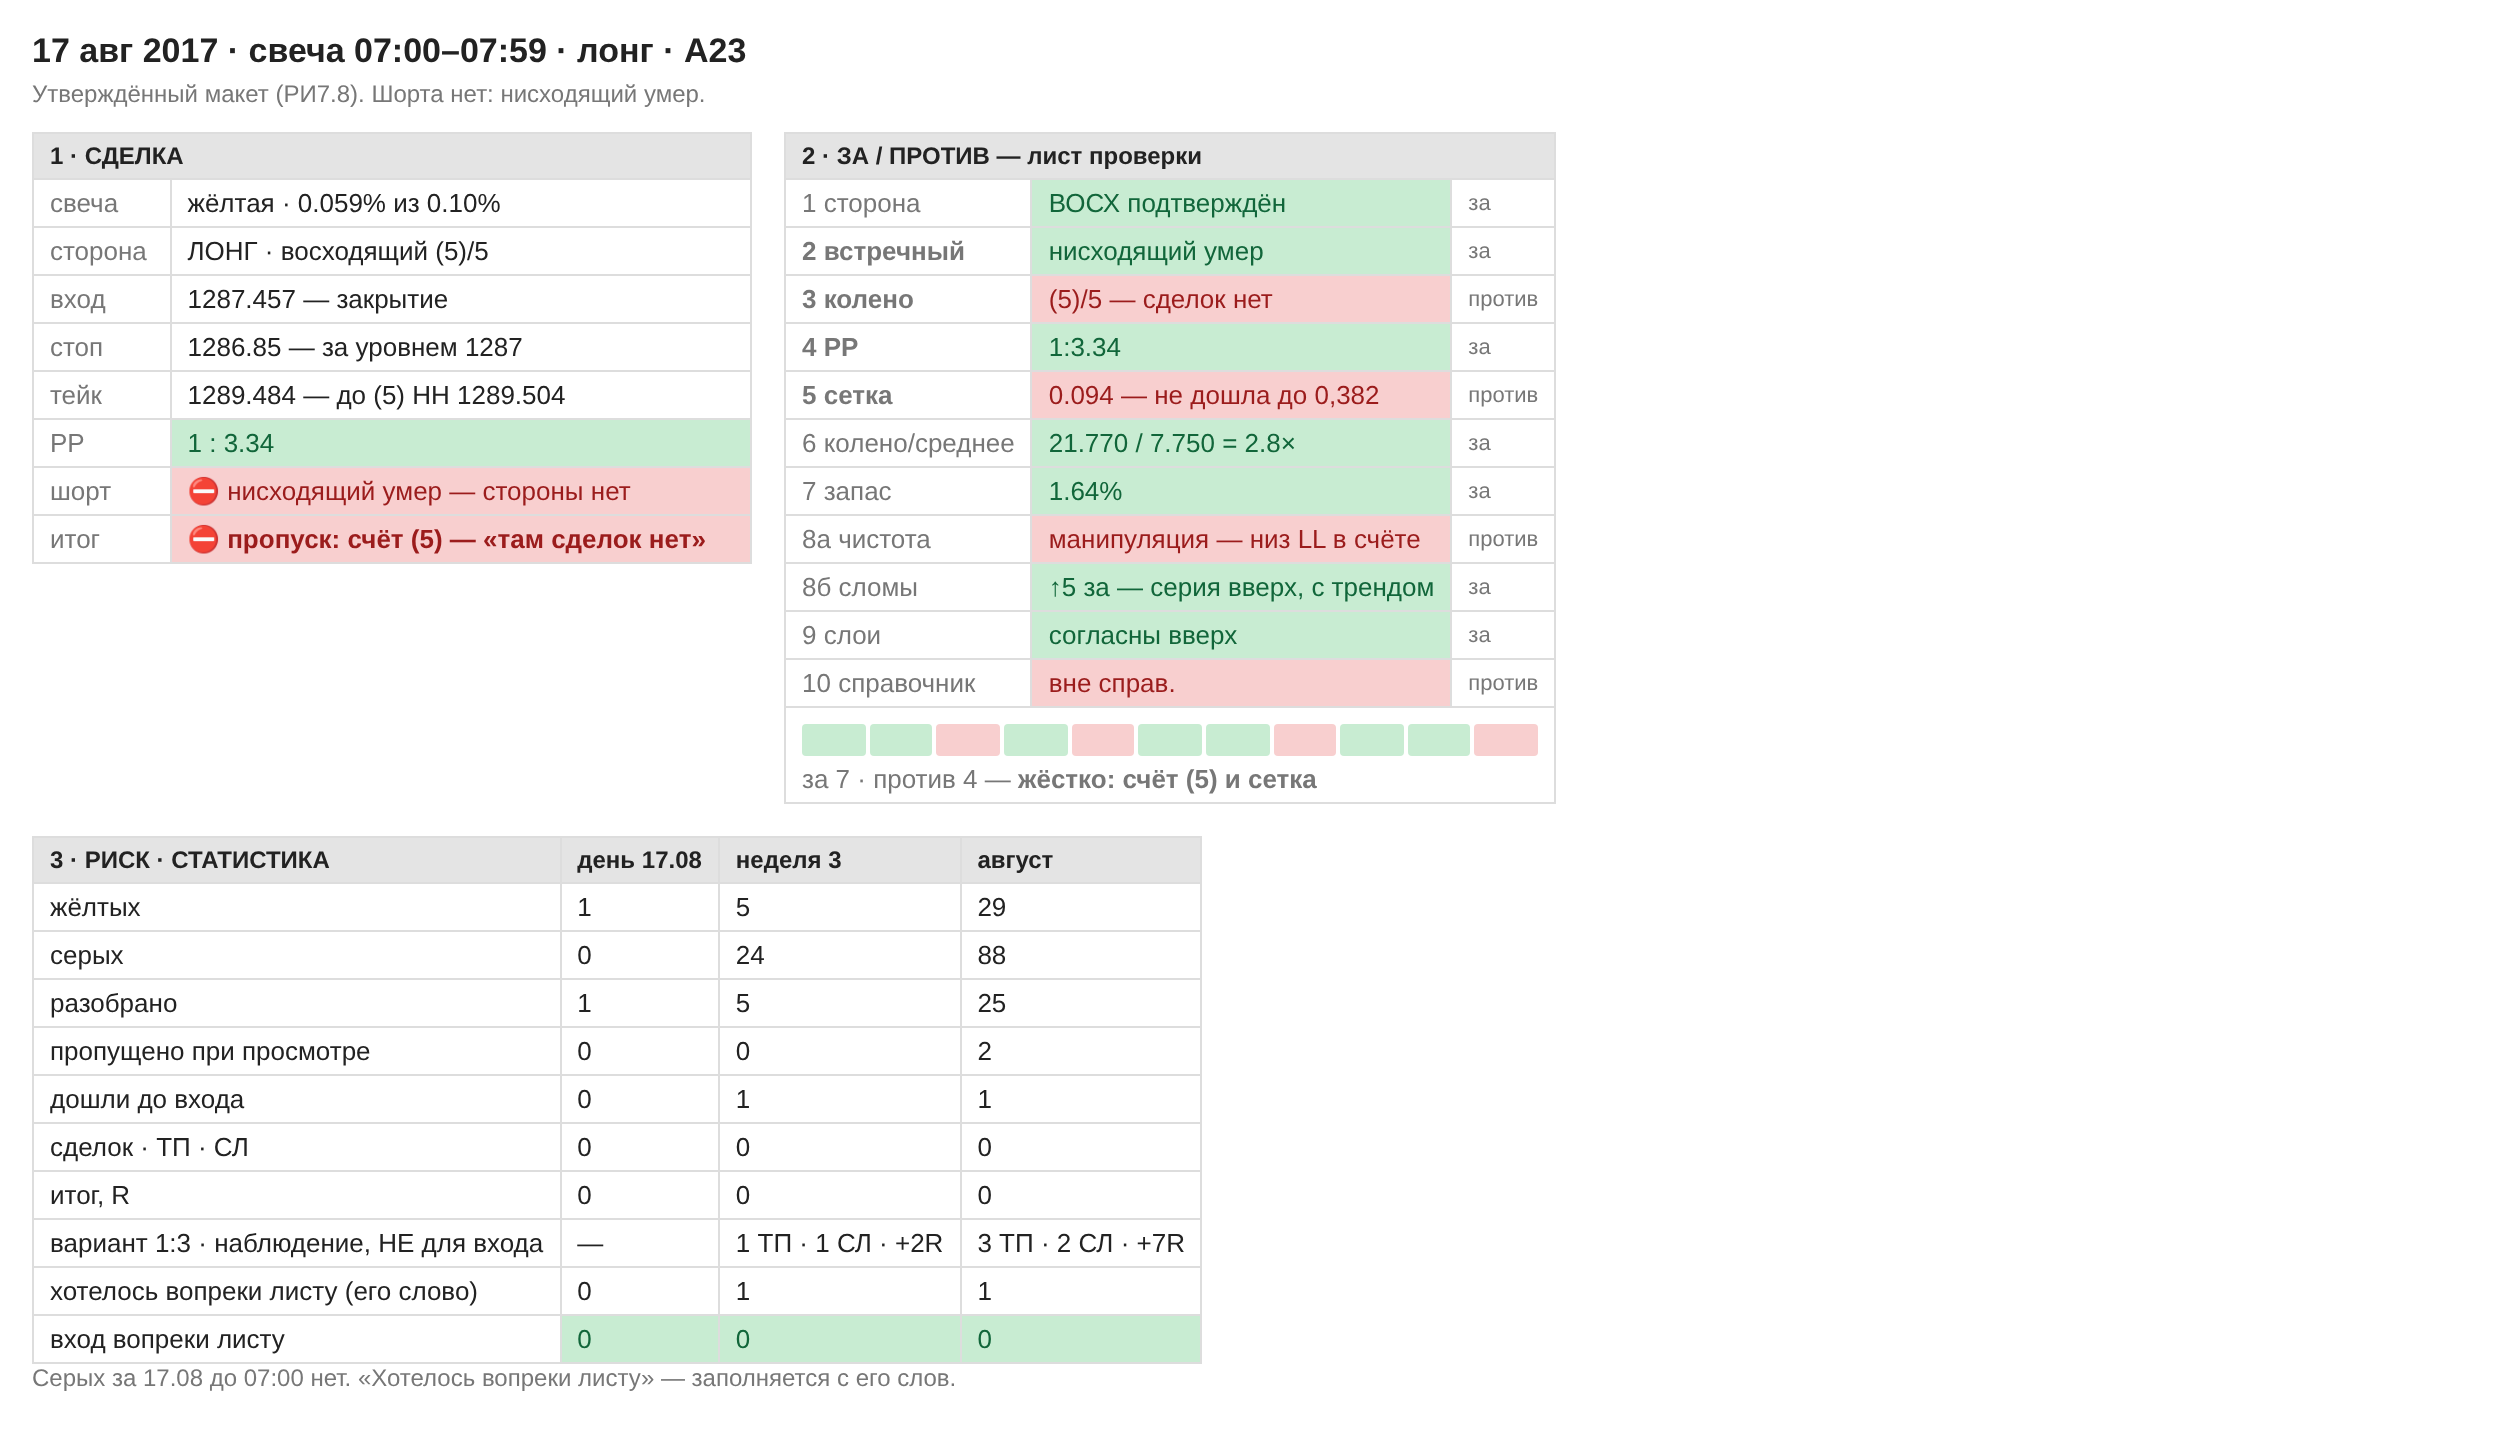 17 авг 2017 · свеча 07:00–07:59 · лонг · А23
Утверждённый макет (РИ7.8). Шорта нет: нисходящий умер.
1 · СДЕЛКА
свеча жёлтая · 0.059% из 0.10%
сторона ЛОНГ · восходящий (5)/5
вход 1287.457 — закрытие
стоп 1286.85 — за уровнем 1287
тейк 1289.484 — до (5) НН 1289.504
РР 1 : 3.34
шорт ⛔ нисходящий умер — стороны нет
итог ⛔ пропуск: счёт (5) — «там сделок нет»
2 · ЗА / ПРОТИВ — лист проверки
1 сторона ВОСХ подтверждён за
2 встречный нисходящий умер за
3 колено (5)/5 — сделок нет против
4 РР 1:3.34 за
5 сетка 0.094 — не дошла до 0,382 против
6 колено/среднее 21.770 / 7.750 = 2.8× за
7 запас 1.64% за
8а чистота манипуляция — низ LL в счёте против
8б сломы ↑5 за — серия вверх, с трендом за
9 слои согласны вверх за
10 справочник вне справ. против
за 7 · против 4 — жёстко: счёт (5) и сетка
3 · РИСК · СТАТИСТИКА день 17.08 неделя 3 август
жёлтых 1 5 29
серых 0 24 88
разобрано 1 5 25
пропущено при просмотре 0 0 2
дошли до входа 0 1 1
сделок · ТП · СЛ 0 0 0
итог, R 0 0 0
вариант 1:3 · наблюдение, НЕ для входа — 1 ТП · 1 СЛ · +2R 3 ТП · 2 СЛ · +7R
хотелось вопреки листу (его слово) 0 1 1
вход вопреки листу 0 0 0
Серых за 17.08 до 07:00 нет. «Хотелось вопреки листу» — заполняется с его слов.